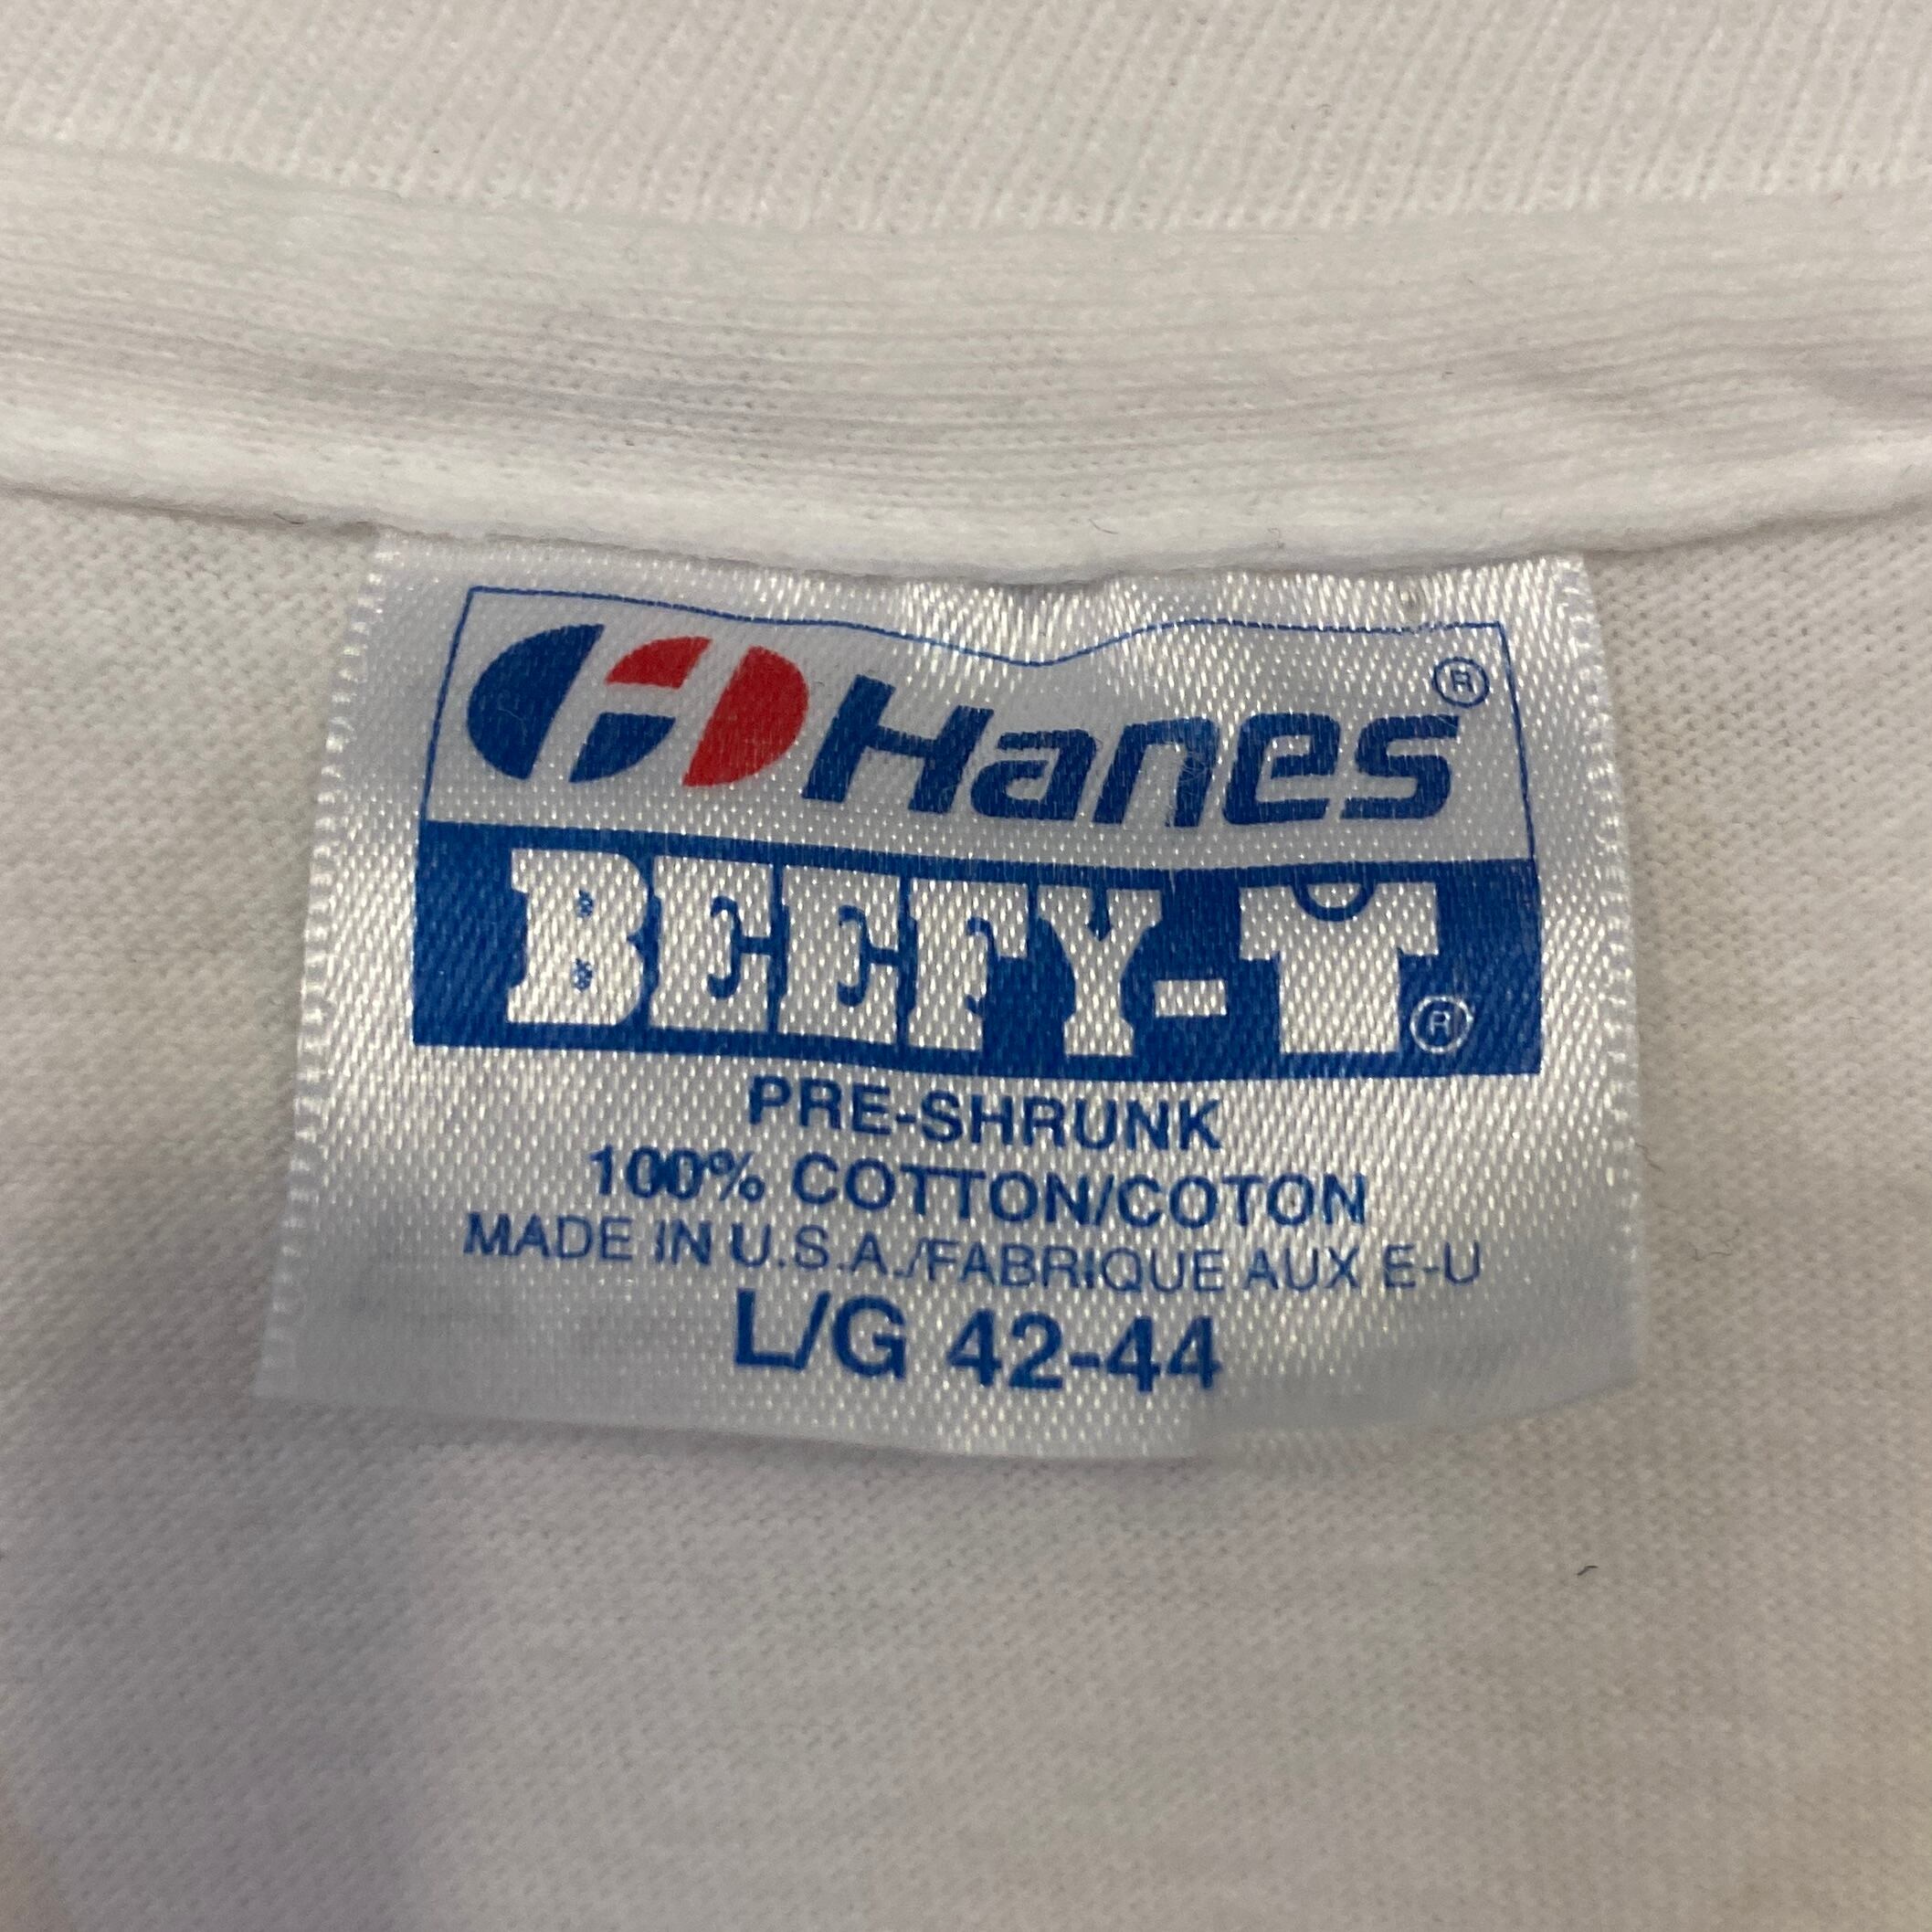 Hanes®
BEEFY-T®
PRE-SHRUNK
100% COTTON/COTON
MADE IN U.S.A./FABRIQUE AUX E-U
L/G 42-44